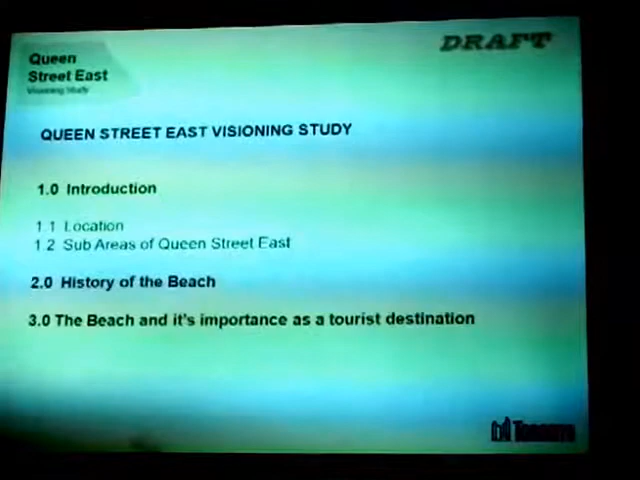 DRAFT
Queen
Street East
Visioning Study
QUEEN STREET EAST VISIONING STUDY
1.0 Introduction
1.1 Location
1.2 Sub Areas of Queen Street East
2.0 History of the Beach
3.0 The Beach and it's importance as a tourist destination
Toronto